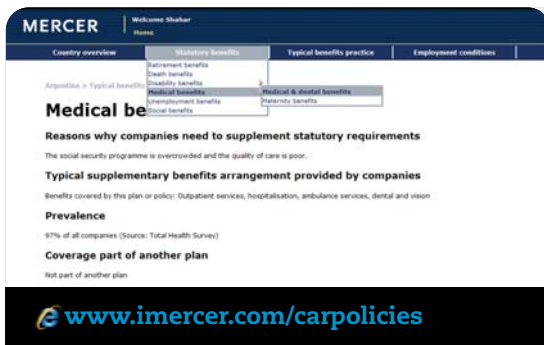 MERCER
Welcome Shahar
Home
Country overview
Statutory benefits
Typical benefits practice
Employment conditions
Retirement benefits
Death benefits
Disability benefits
Medical benefits
Unemployment benefits
Social benefits
Medical & dental benefits
Maternity benefits
Argentina > Typical benefits
Medical be
Reasons why companies need to supplement statutory requirements
The social security programme is overcrowded and the quality of care is poor.
Typical supplementary benefits arrangement provided by companies
Benefits covered by this plan or policy: Outpatient services, hospitalisation, ambulance services, dental and vision
Prevalence
97% of all companies (Source: Total Health Survey)
Coverage part of another plan
Not part of another plan
www.imercer.com/carpolicies